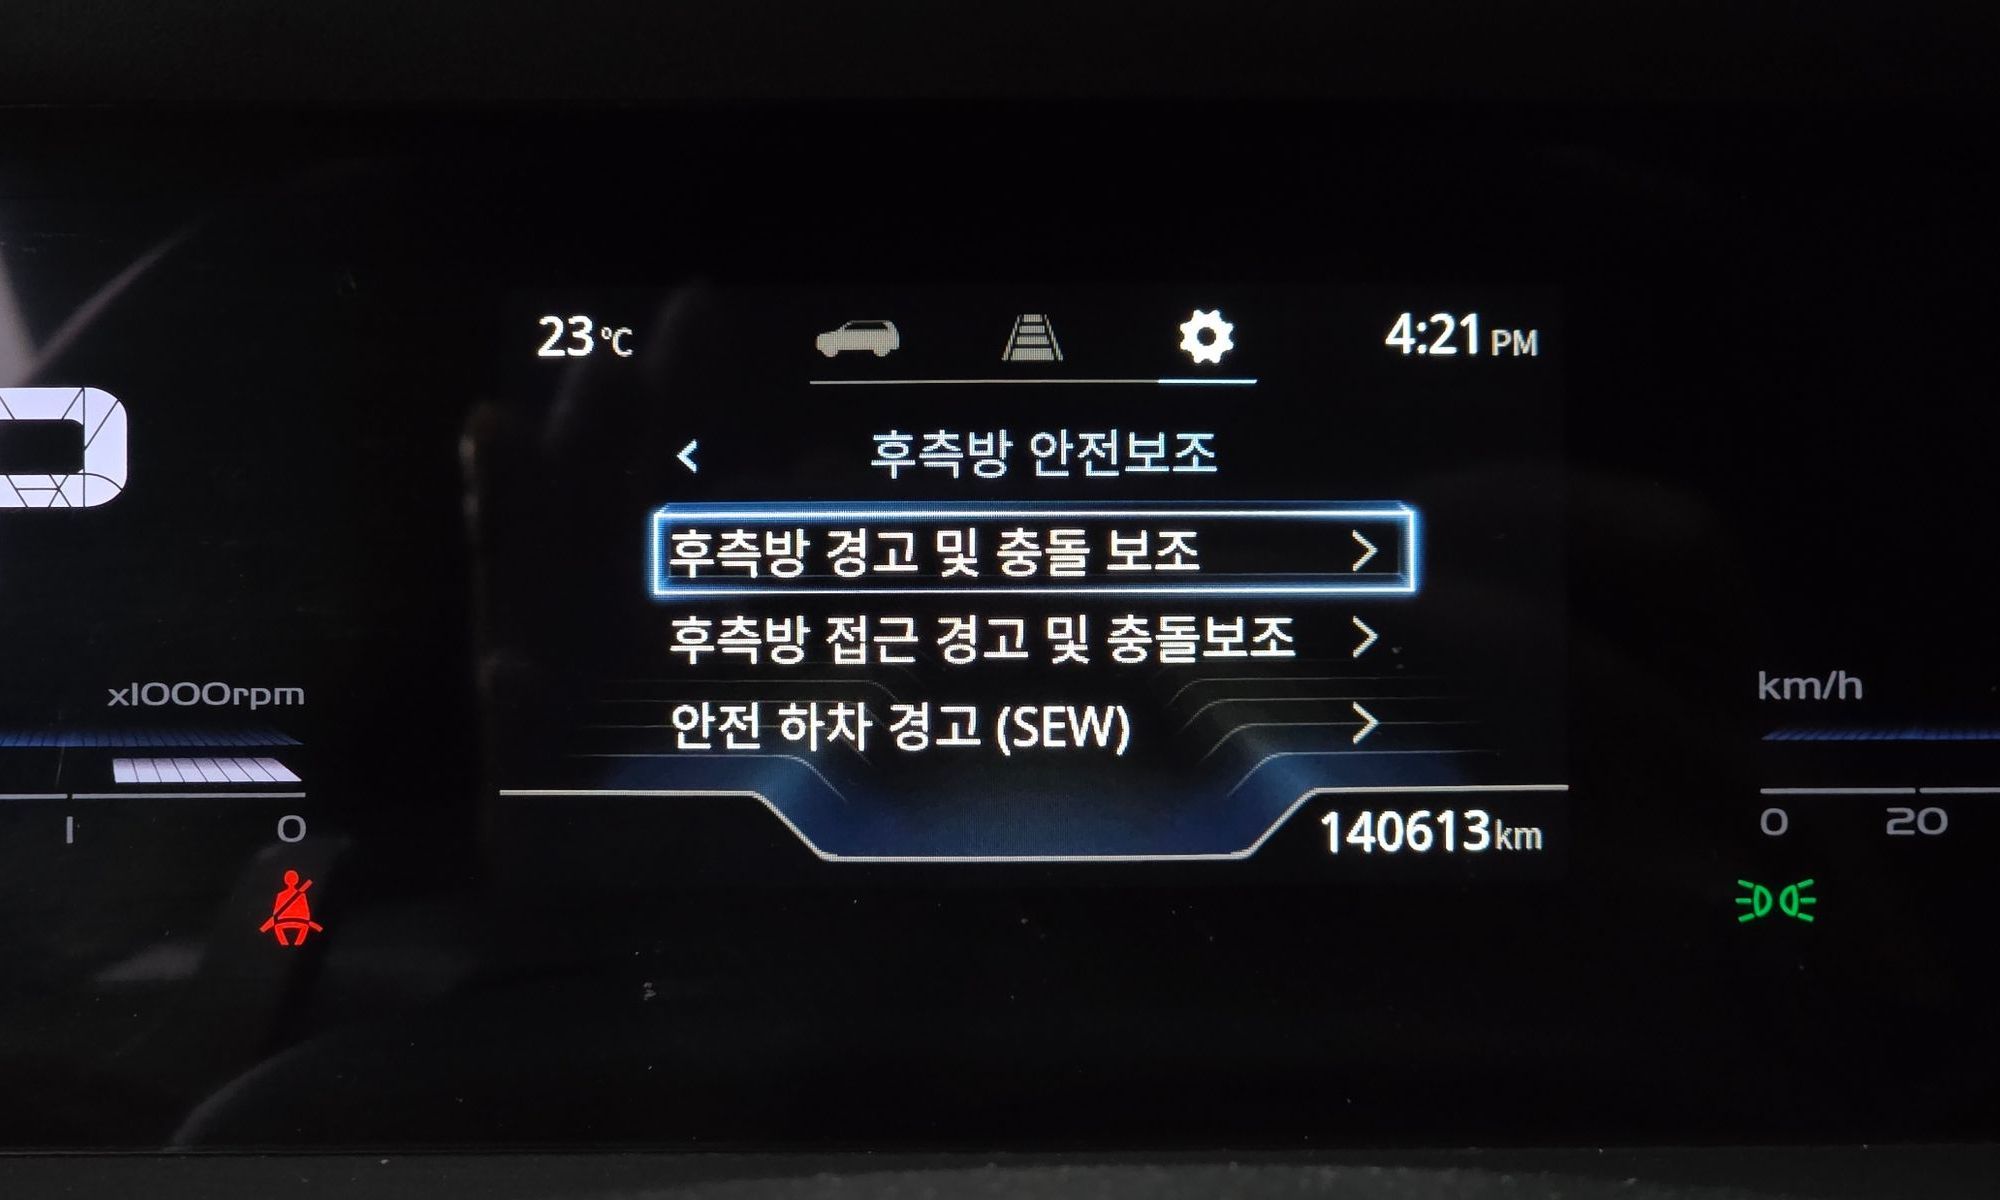 23℃
4:21 PM
후측방 안전보조
후측방 경고 및 충돌 보조
후측방 접근 경고 및 충돌보조
안전 하차 경고 (SEW)
140613km
x1000rpm
1 0
km/h
0 20